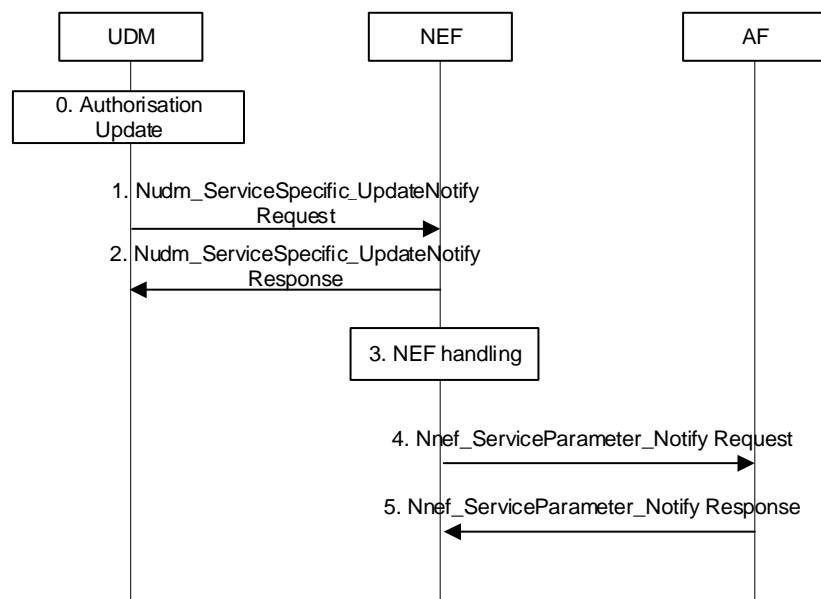 UDM
NEF
AF
0. Authorisation
Update
1. Nudm_ServiceSpecific_UpdateNotify
Request
2. Nudm_ServiceSpecific_UpdateNotify
Response
3. NEF handling
4. Nnef_ServiceParameter_Notify Request
5. Nnef_ServiceParameter_Notify Response